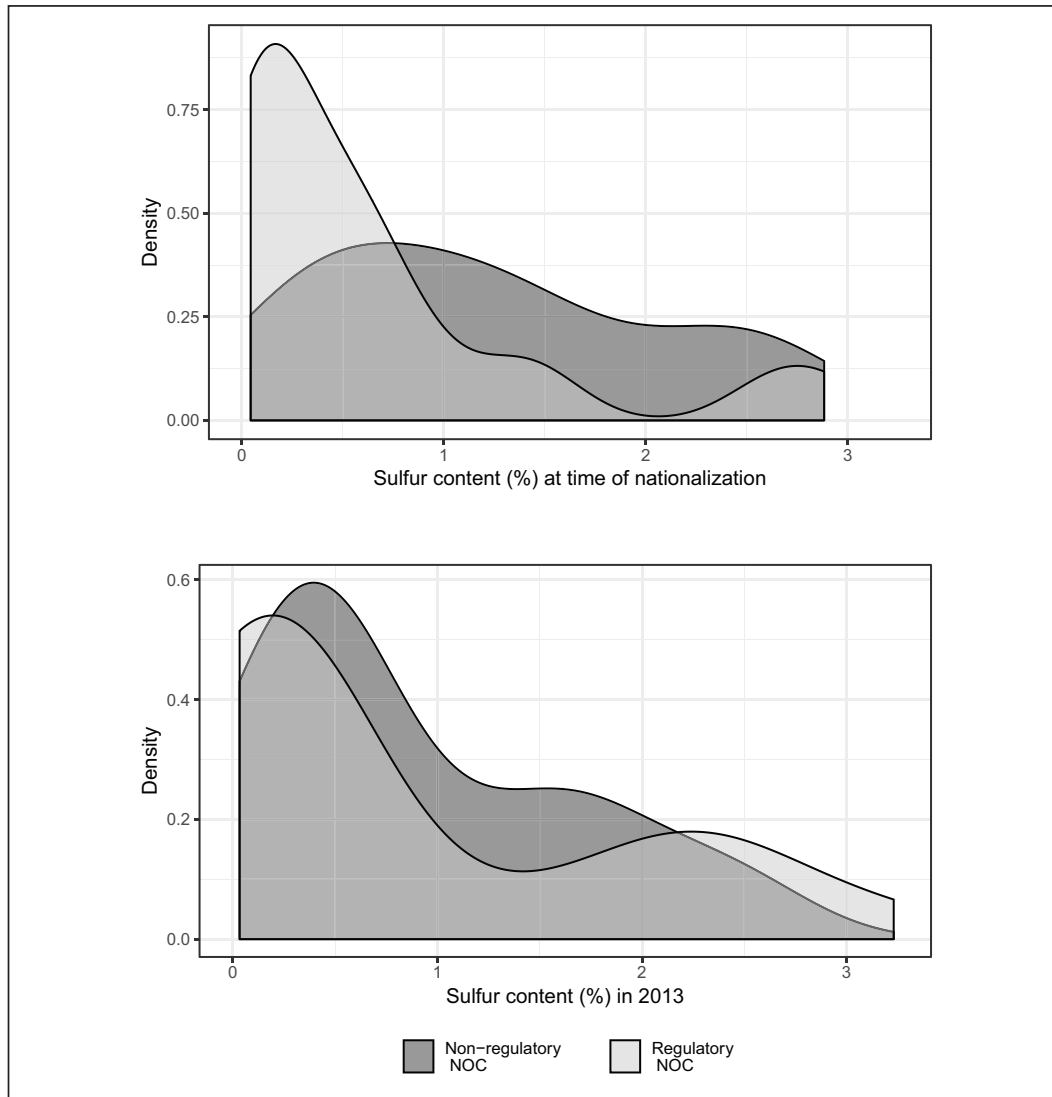 0.75
0.50
0.25
0.00
Density
0
1
2
3
Sulfur content (%) at time of nationalization
0.6
0.4
0.2
0.0
Density
0
1
2
3
Sulfur content (%) in 2013
Non−regulatory
NOC
Regulatory
NOC